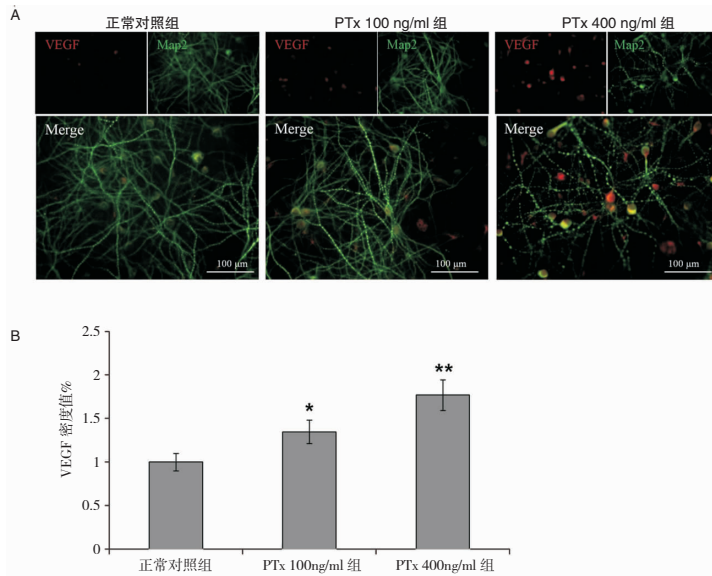 A
正常对照组
PTx 100 ng/ml 组
PTx 400 ng/ml 组
VEGF
Map2
VEGF
Map2
VEGF
Map2
Merge
Merge
Merge
100 μm
100 μm
100 μm
B
VEGF 密度值%
2.5
2
1.5
1
0.5
0
*
**
正常对照组
PTx 100ng/ml 组
PTx 400ng/ml 组